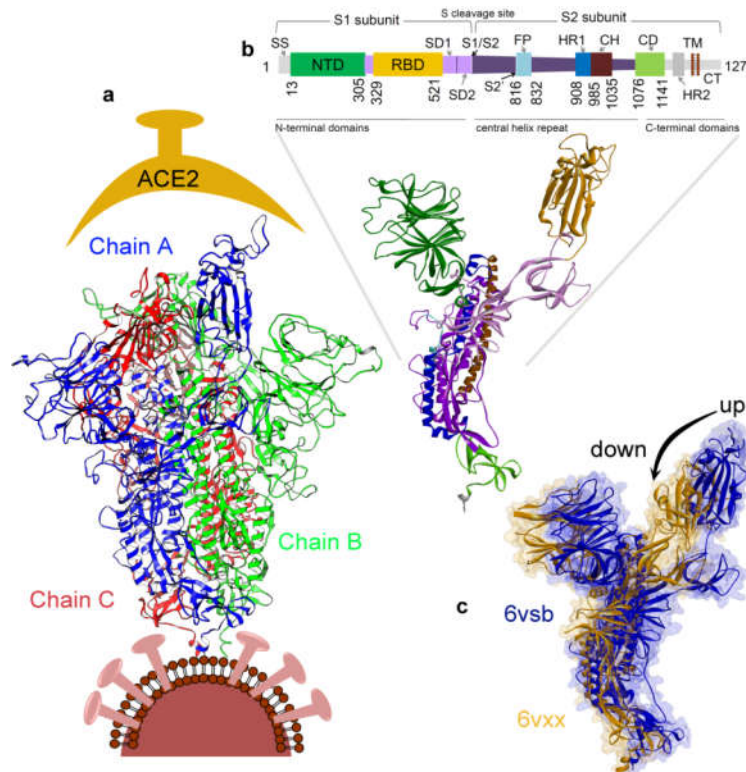 S1 subunit
S cleavage site
S2 subunit
b
SS
SD1
S1/S2
FP
HR1
CH
CD
TM
1
NTD
RBD
127
13
305
329
521
SD2
S2'
816
832
908
985
1035
1076
1141
HR2
CT
N-terminal domains
central helix repeat
C-terminal domains
a
ACE2
Chain A
up
down
Chain B
Chain C
c
6vsb
6vxx